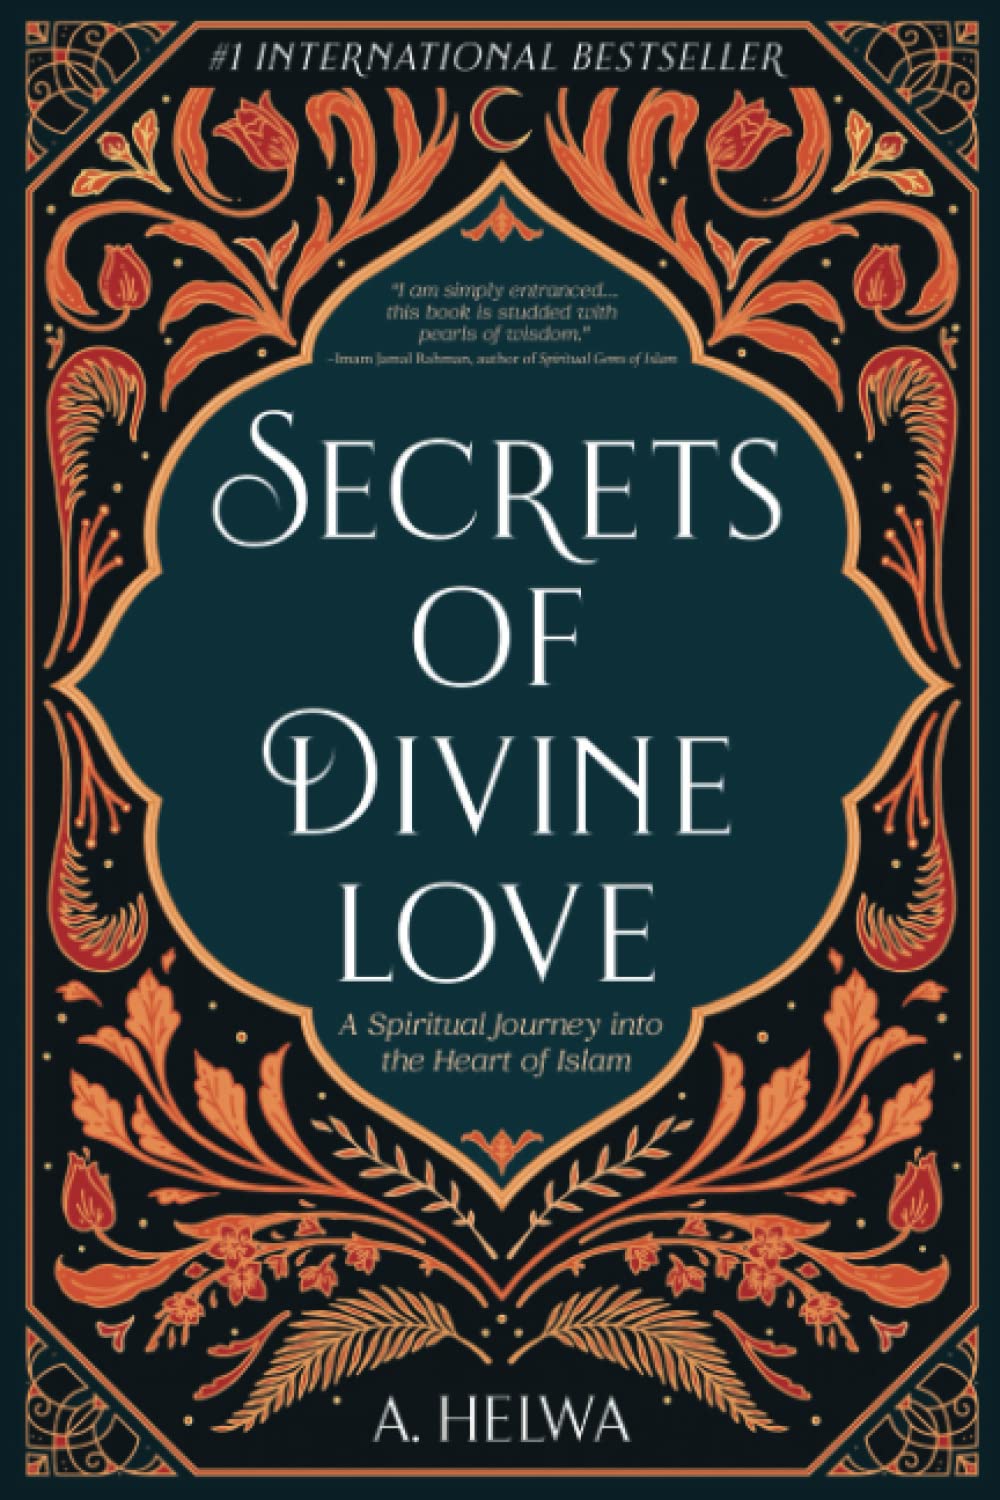 #1 INTERNATIONAL BESTSELLER
"I am simply entranced...
this book is studded with
pearls of wisdom."
–Imam Jamal Rahman, author of Spiritual Gems of Islam
SECRETS
OF
DIVINE
LOVE
A Spiritual Journey into
the Heart of Islam
A. HELWA